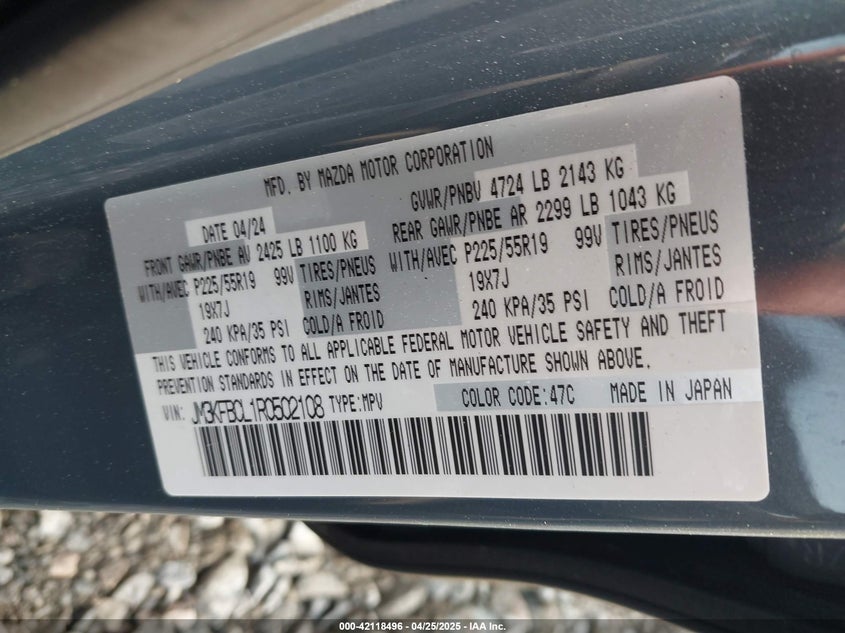 MFD. BY MAZDA MOTOR CORPORATION
DATE 04/24
GVWR/PNBV 4724 LB 2143 KG
FRONT GAWR/PNBE AV 2425 LB 1100 KG
REAR GAWR/PNBE AR 2299 LB 1043 KG
WITH/AVEC P225/55R19 99V TIRES/PNEUS
WITH/AVEC P225/55R19 99V TIRES/PNEUS
19X7J RIMS/JANTES
19X7J RIMS/JANTES
240 KPA/35 PSI COLD/A FROID
240 KPA/35 PSI COLD/A FROID
THIS VEHICLE CONFORMS TO ALL APPLICABLE FEDERAL MOTOR VEHICLE SAFETY AND THEFT
PREVENTION STANDARDS IN EFFECT ON THE DATE OF MANUFACTURE SHOWN ABOVE.
VIN: JM3KFBCL1R0502108 TYPE:MPV COLOR CODE:47C MADE IN JAPAN
000-42118496 - 04/25/2025 - IAA Inc.